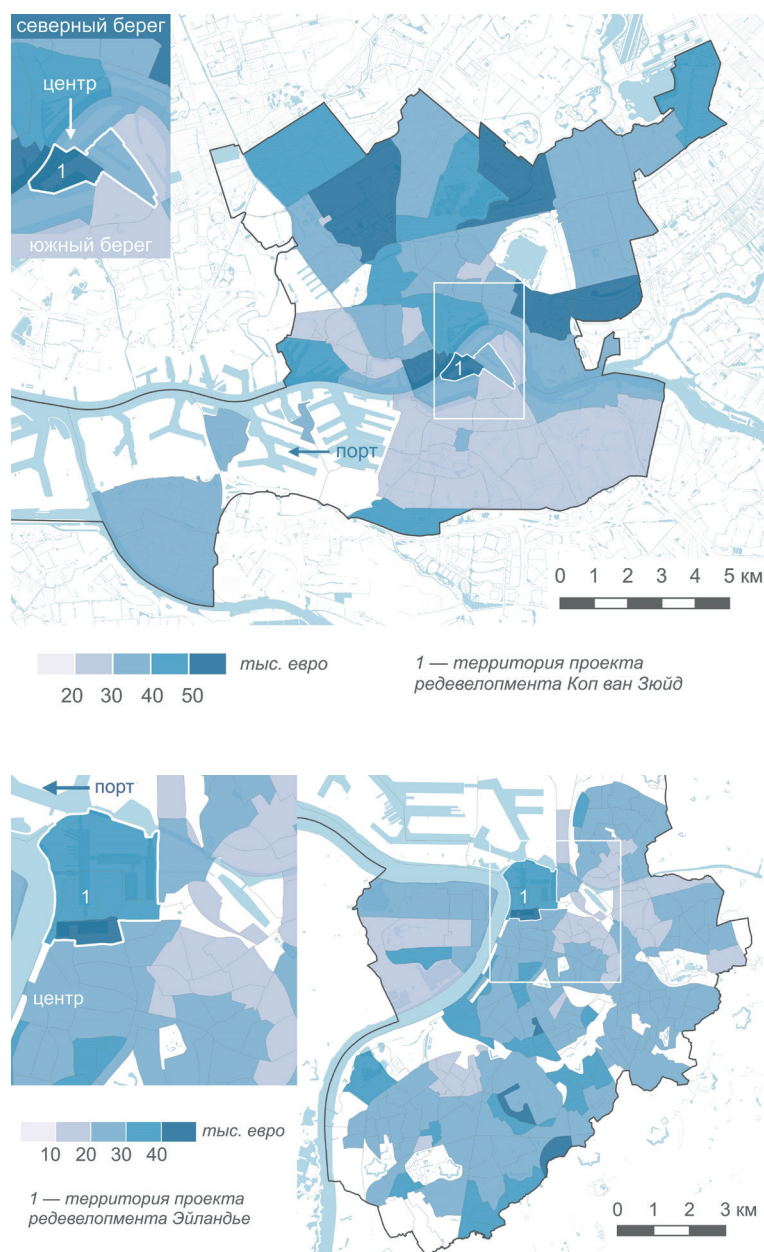 северный берег
центр
1
южный берег
1
порт
0 1 2 3 4 5 км
тыс. евро
20 30 40 50
1 — территория проекта
редевелопмента Коп ван Зюйд
порт
1
центр
1
тыс. евро
10 20 30 40
1 — территория проекта
редевелопмента Эйландье
0 1 2 3 км